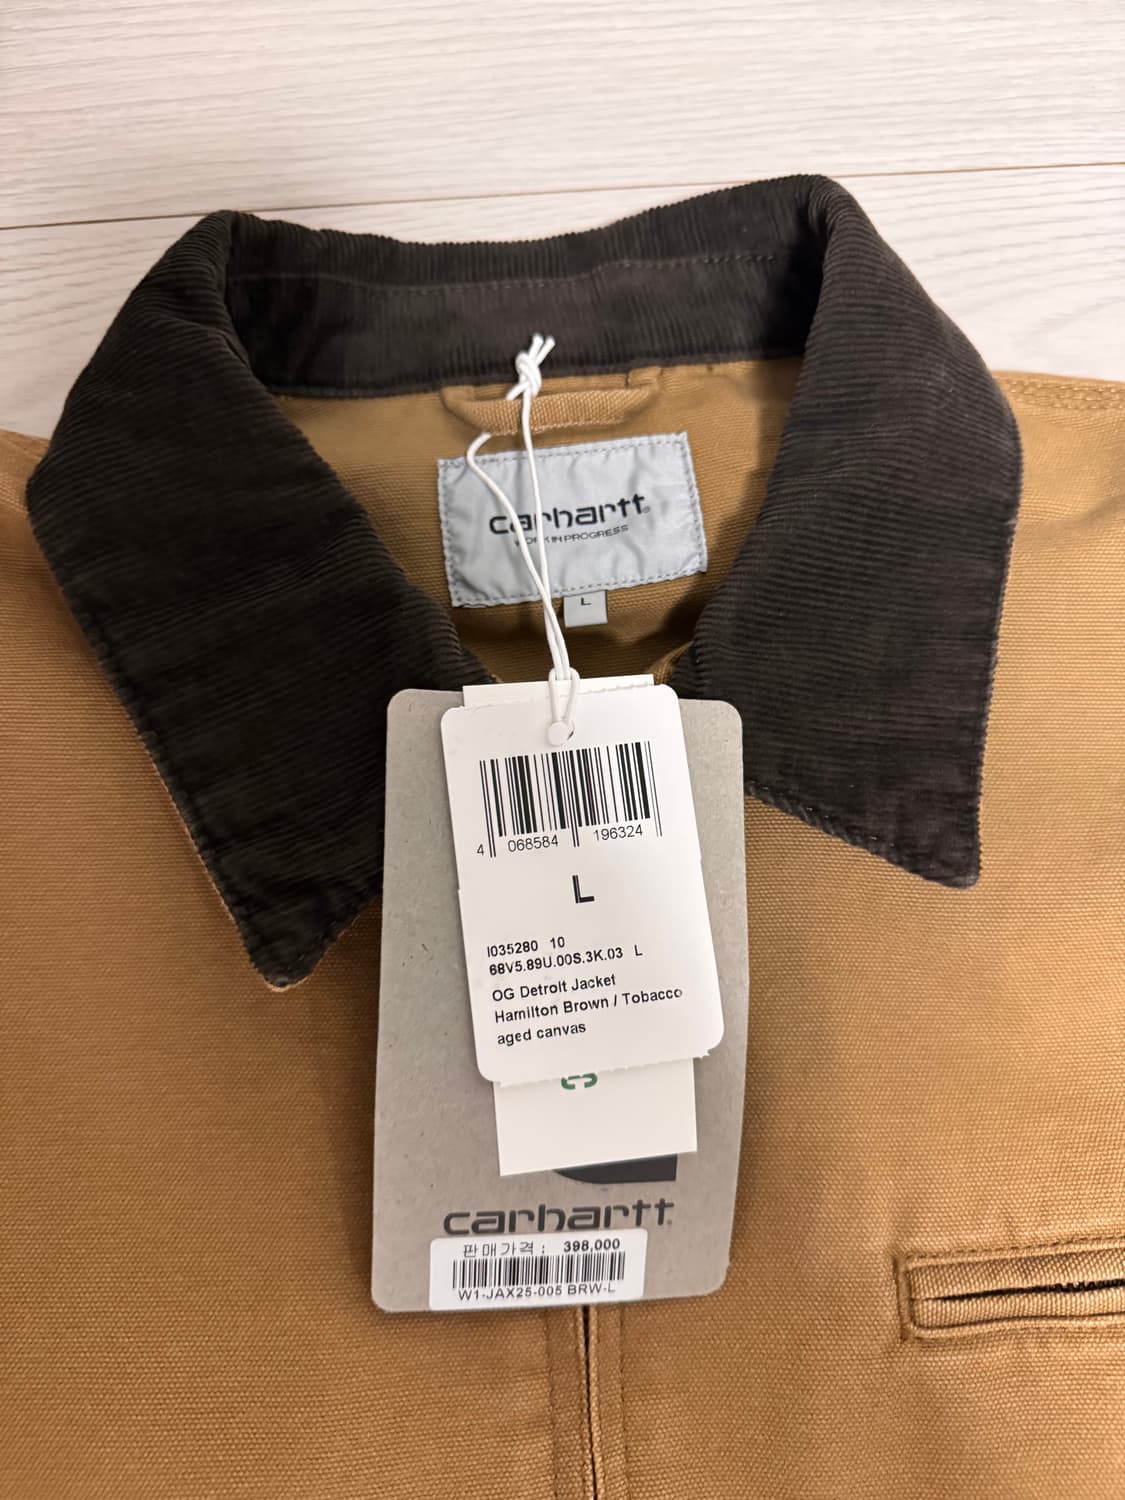 carhartt®
WORK IN PROGRESS
L
4 068584 196324
L
I035280 10
68V5.89U.00S.3K.03 L
OG Detroit Jacket
Hamilton Brown / Tobacco
aged canvas
carhartt®
판매가격 : 398,000
W1-JAX25-005 BRW-L